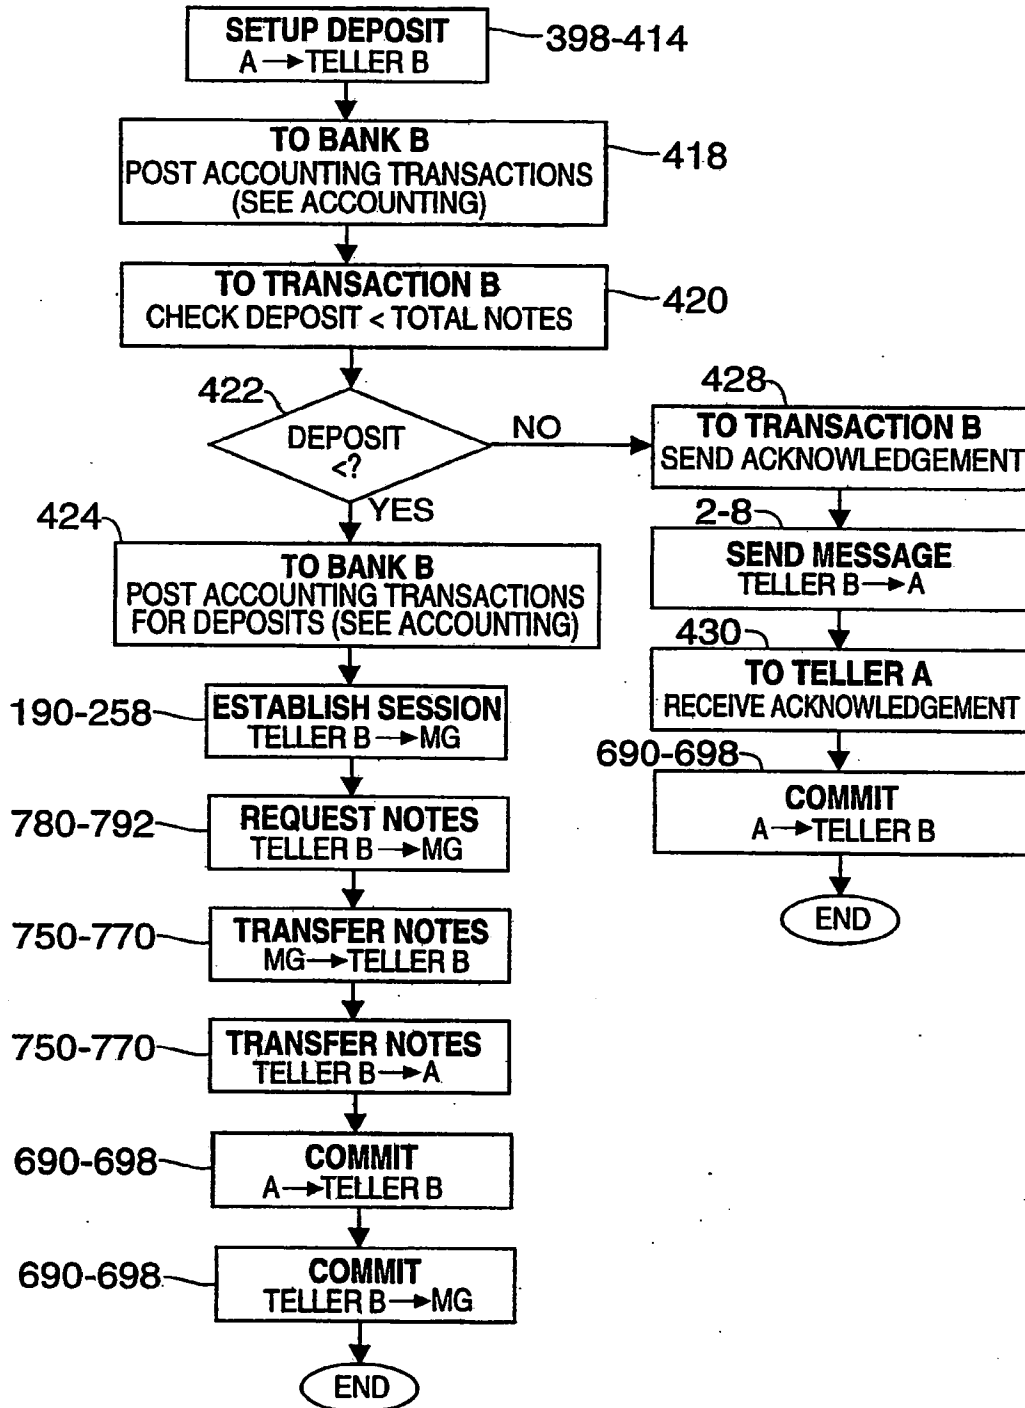 SETUP DEPOSIT
A→TELLER B
398-414
TO BANK B
POST ACCOUNTING TRANSACTIONS
(SEE ACCOUNTING)
418
TO TRANSACTION B
CHECK DEPOSIT < TOTAL NOTES
420
422
DEPOSIT
<?
NO
YES
428
TO TRANSACTION B
SEND ACKNOWLEDGEMENT
2-8
SEND MESSAGE
TELLER B→A
430
TO TELLER A
RECEIVE ACKNOWLEDGEMENT
690-698
COMMIT
A→TELLER B
END
424
TO BANK B
POST ACCOUNTING TRANSACTIONS
FOR DEPOSITS (SEE ACCOUNTING)
190-258
ESTABLISH SESSION
TELLER B→MG
780-792
REQUEST NOTES
TELLER B→MG
750-770
TRANSFER NOTES
MG→TELLER B
750-770
TRANSFER NOTES
TELLER B→A
690-698
COMMIT
A→TELLER B
690-698
COMMIT
TELLER B→MG
END